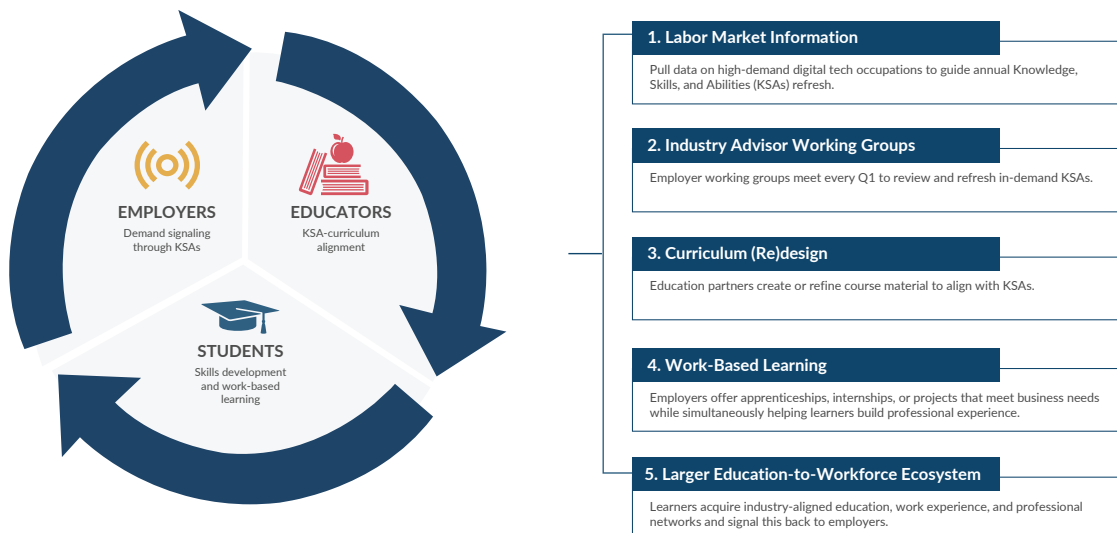 EMPLOYERS
Demand signaling
through KSAs
EDUCATORS
KSA-curriculum
alignment
STUDENTS
Skills development
and work-based
learning
1. Labor Market Information
Pull data on high-demand digital tech occupations to guide annual Knowledge,
Skills, and Abilities (KSAs) refresh.
2. Industry Advisor Working Groups
Employer working groups meet every Q1 to review and refresh in-demand KSAs.
3. Curriculum (Re)design
Education partners create or refine course material to align with KSAs.
4. Work-Based Learning
Employers offer apprenticeships, internships, or projects that meet business needs
while simultaneously helping learners build professional experience.
5. Larger Education-to-Workforce Ecosystem
Learners acquire industry-aligned education, work experience, and professional
networks and signal this back to employers.